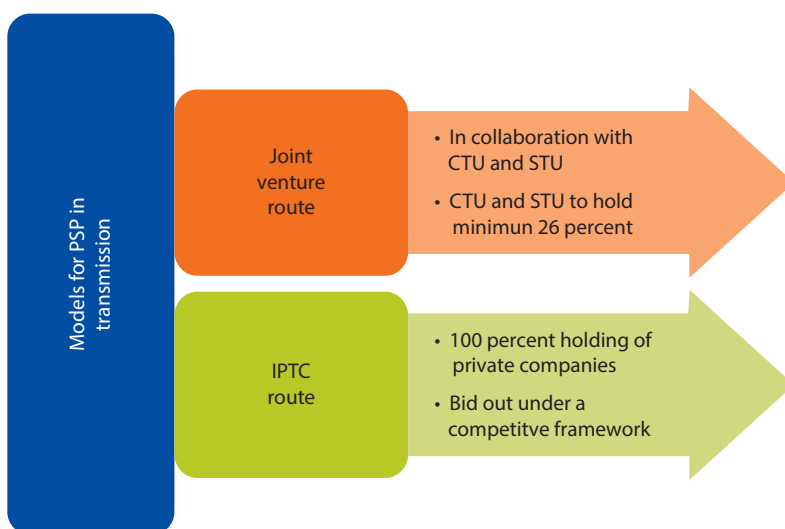 Models for PSP in
transmission
Joint
venture
route
• In collaboration with
CTU and STU
• CTU and STU to hold
minimun 26 percent
IPTC
route
• 100 percent holding of
private companies
• Bid out under a
competitve framework